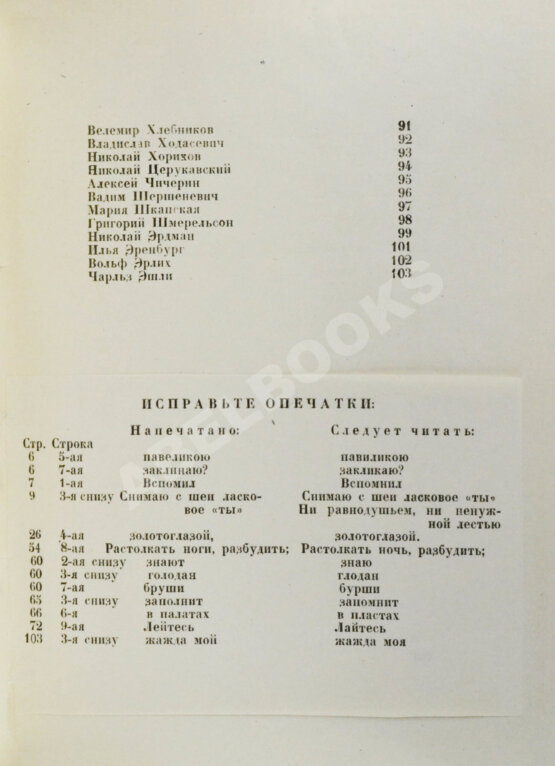 Велемир Хлебников 91
Владислав Ходасевич 92
Николай Хориков 93
Николай Церукавский 94
Алексей Чичерин 95
Вадим Шершеневич 96
Мария Шкапская 97
Григорий Шмерельсон 98
Николай Эрдман 99
Илья Эренбург 101
Вольф Эрлих 102
Чарльз Эшли 103
ATELBOOKS
ИСПРАВЬТЕ ОПЕЧАТКИ:
Напечатано: Следует читать:
Стр. Строка
6 5-ая павеликою павиликою
6 7-ая заклинаю? закликаю?
7 1-ая Вспомил Вспомнил
9 3-я снизу Снимаю с шеи ласко- Снимаю с шеи ласковое «ты»
вое «ты» Ни равнодушьем, ни ненуж-
ной лестью
26 4-ая золотоглазой, золотоглазой.
54 8-ая Растолкать ноги, разбудить; Растолкать ночь, разбудить;
60 2-ая снизу знают знаю
60 3-я снизу голодан глодан
60 7-ая бруши бурши
65 3-я снизу заполнит запомнит
66 6-я в палатах в пластах
72 9-ая Лейтесь Лайтесь
103 3-я снизу жажда мой жажда моя